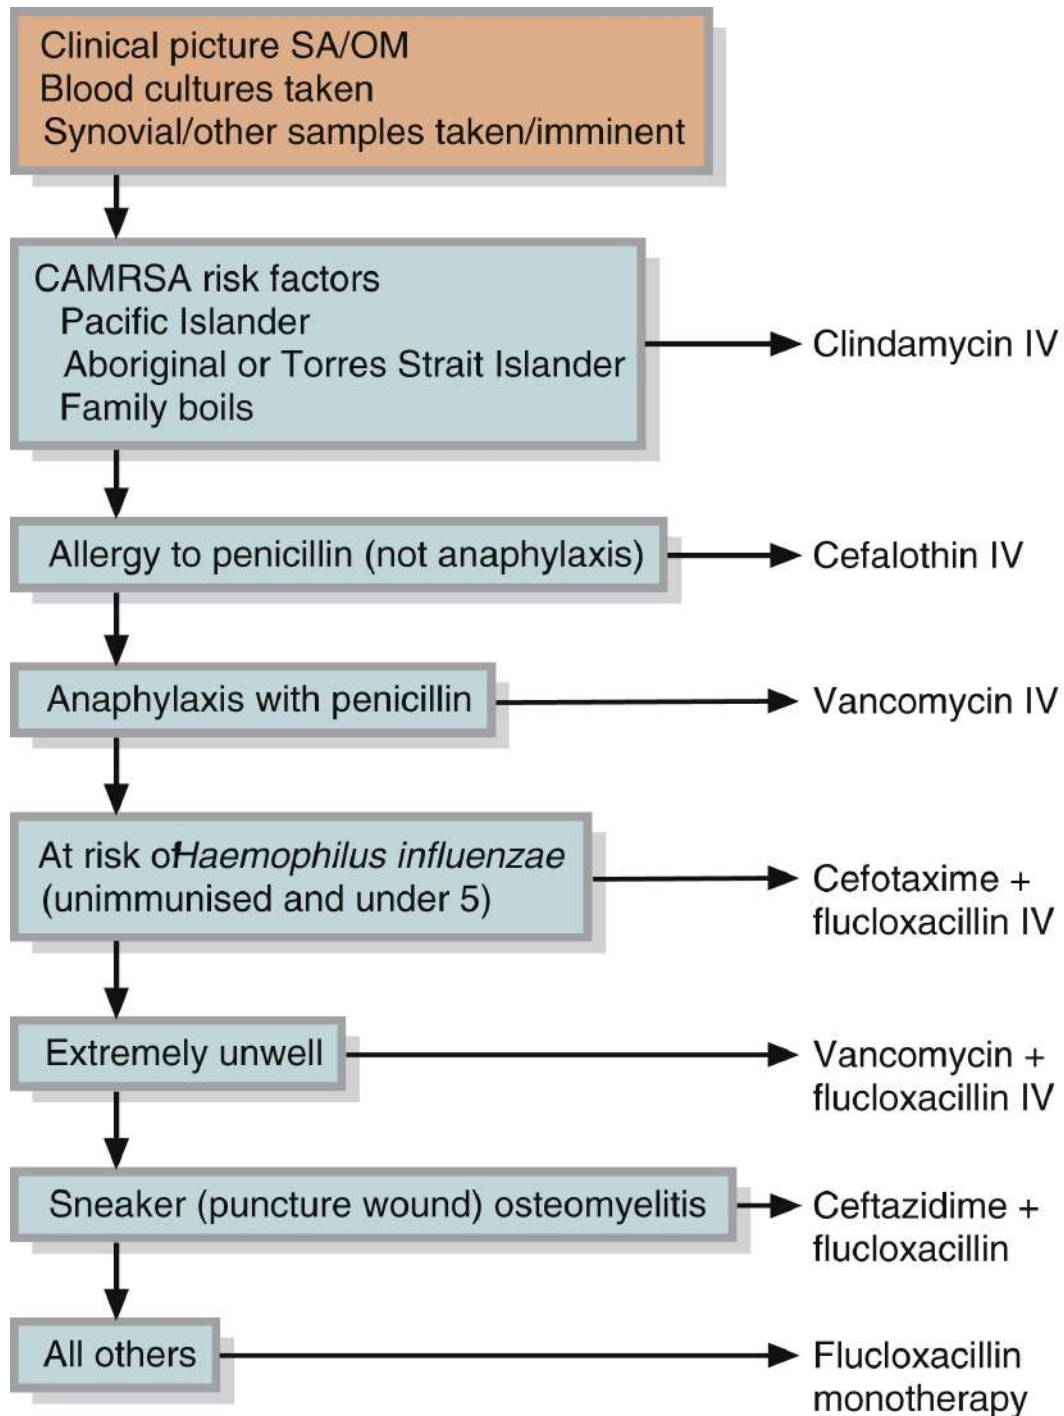 Clinical picture SA/OM
Blood cultures taken
Synovial/other samples taken/imminent
CAMRSA risk factors
Pacific Islander
Aboriginal or Torres Strait Islander
Family boils
Clindamycin IV
Allergy to penicillin (not anaphylaxis)
Cefalothin IV
Anaphylaxis with penicillin
Vancomycin IV
At risk of Haemophilus influenzae
(unimmunised and under 5)
Cefotaxime +
flucloxacillin IV
Extremely unwell
Vancomycin +
flucloxacillin IV
Sneaker (puncture wound) osteomyelitis
Ceftazidime +
flucloxacillin
All others
Flucloxacillin
monotherapy